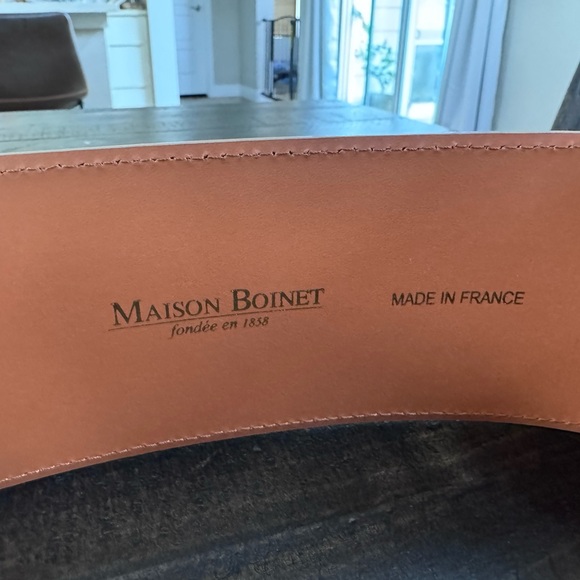 MAISON BOINET
fondée en 1858
MADE IN FRANCE